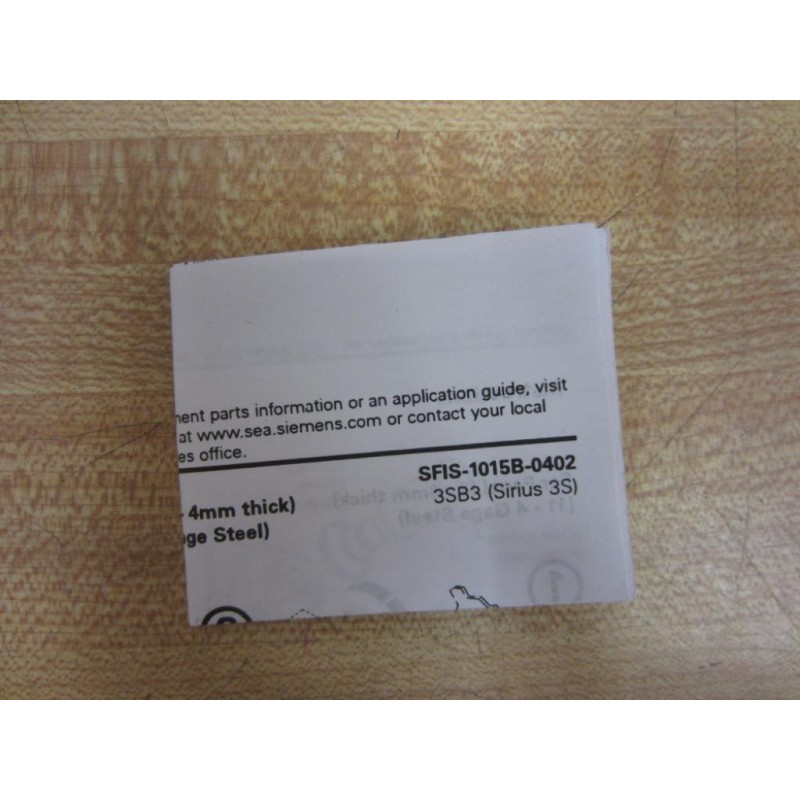 ment parts information or an application guide, visit
at www.sea.siemens.com or contact your local
es office.
SFIS-1015B-0402
3SB3 (Sirius 3S)
4mm thick)
ge Steel)